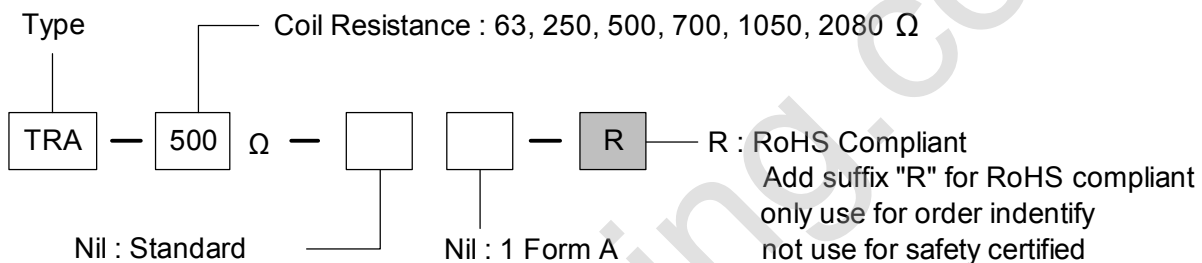 Type
Coil Resistance : 63, 250, 500, 700, 1050, 2080 Ω
TRA — 500 Ω — — R
R : RoHS Compliant
Add suffix "R" for RoHS compliant
only use for order indentify
not use for safety certified
Nil : Standard
Nil : 1 Form A